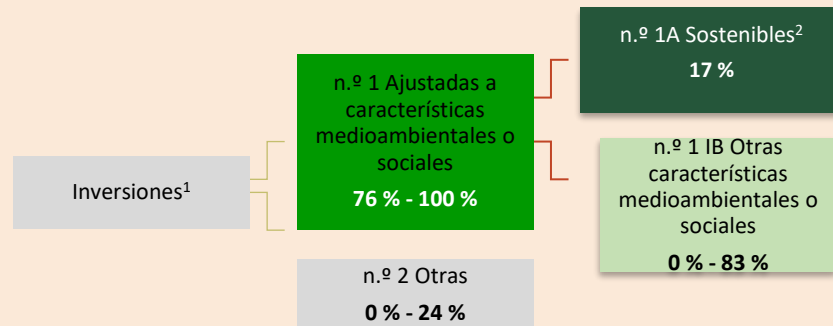 Inversiones¹
n.º 1 Ajustadas a
características
medioambientales o
sociales
76 % - 100 %
n.º 2 Otras
0 % - 24 %
n.º 1A Sostenibles²
17 %
n.º 1 IB Otras
características
medioambientales o
sociales
0 % - 83 %